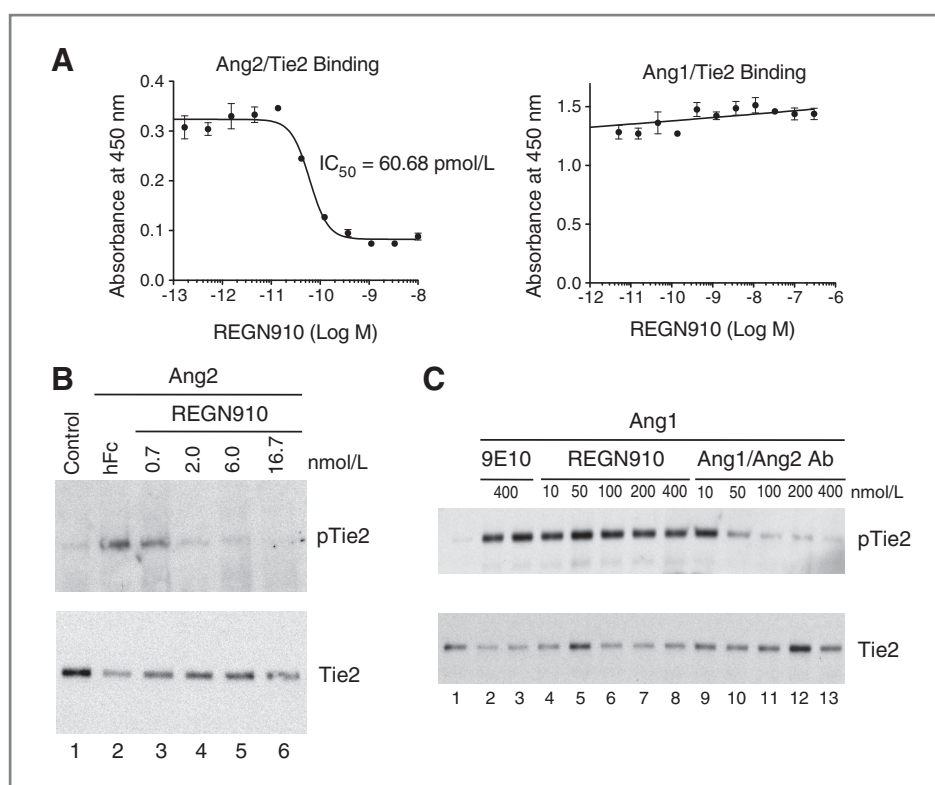 A
Ang2/Tie2 Binding
Absorbance at 450 nm
0.4
0.3
0.2
0.1
0.0
IC50 = 60.68 pmol/L
-13 -12 -11 -10 -9 -8
REGN910 (Log M)
Ang1/Tie2 Binding
Absorbance at 450 nm
1.5
1.0
0.5
0.0
-12 -11 -10 -9 -8 -7 -6
REGN910 (Log M)
B
Ang2
REGN910
Control hFc 0.7 2.0 6.0 16.7 nmol/L
pTie2
Tie2
1 2 3 4 5 6
C
Ang1
9E10 REGN910 Ang1/Ang2 Ab
400 10 50 100 200 400 10 50 100 200 400 nmol/L
pTie2
Tie2
1 2 3 4 5 6 7 8 9 10 11 12 13